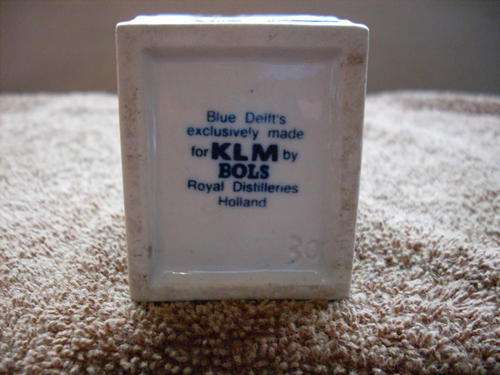 Blue Delft's
exclusively made
for KLM by
BOLS
Royal Distilleries
Holland
30